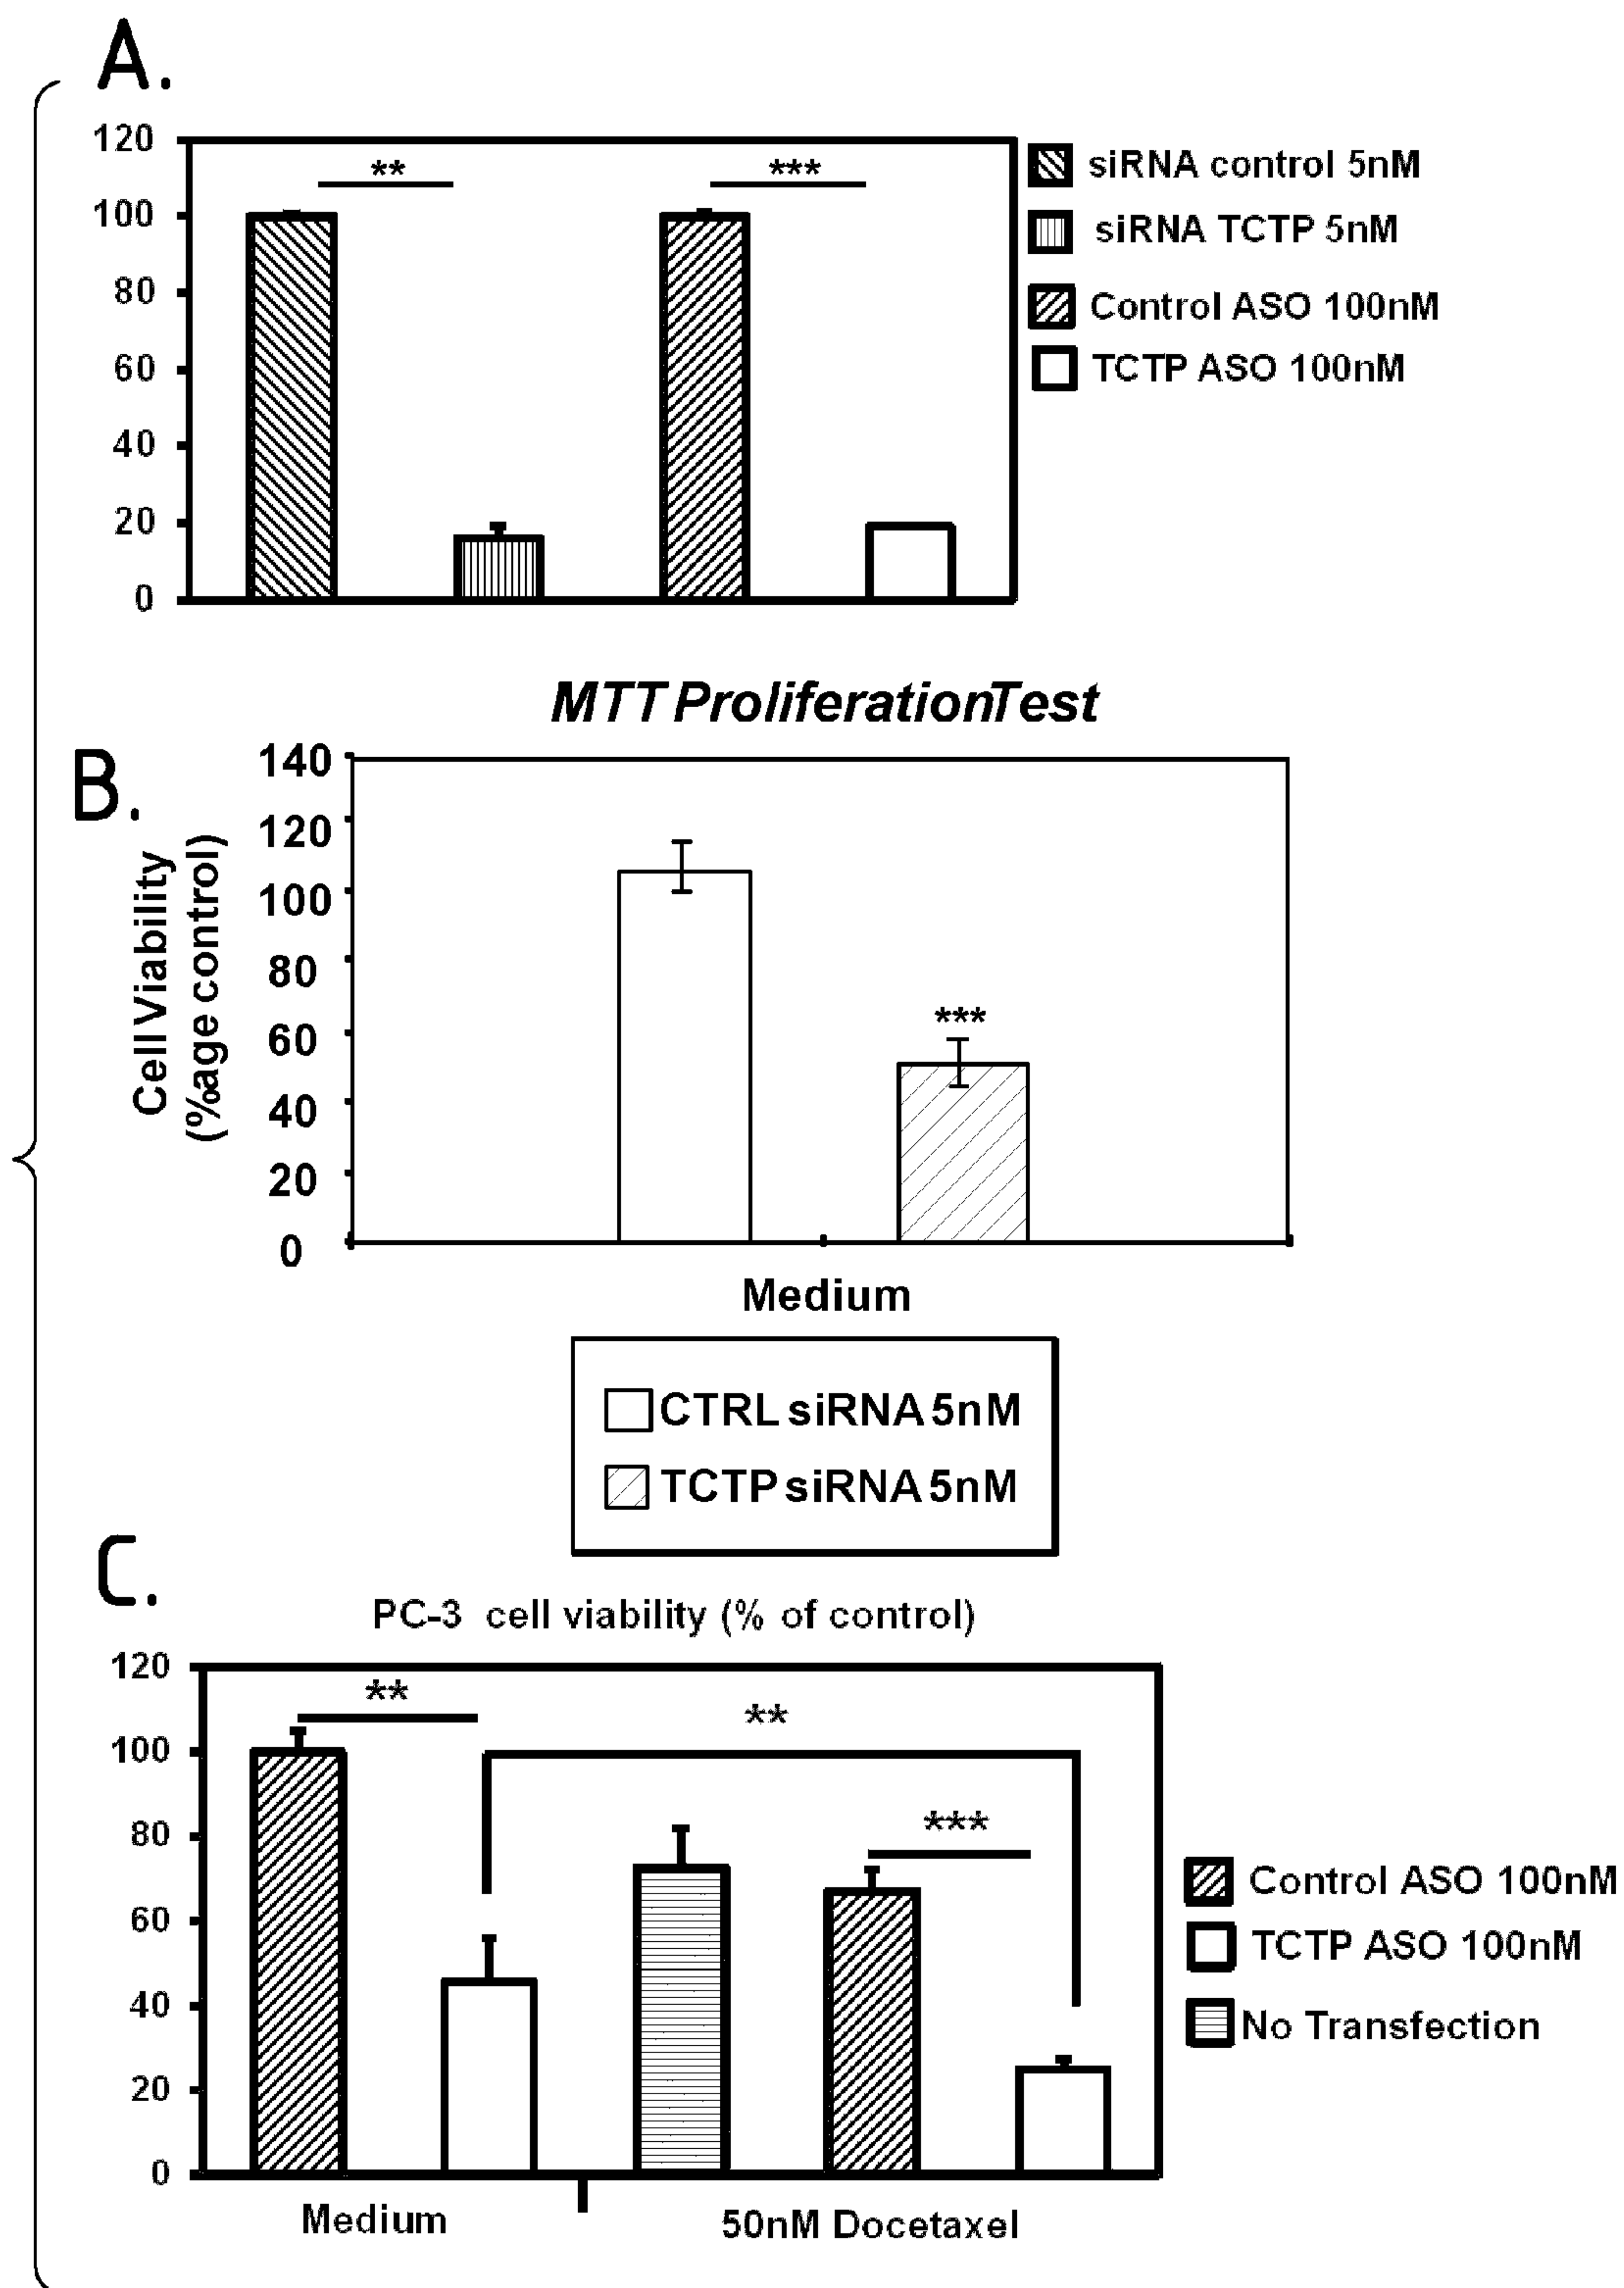 A.
120
100
80
60
40
20
0
**
***
siRNA control 5nM
siRNA TCTP 5nM
Control ASO 100nM
TCTP ASO 100nM
MTT ProliferationTest
B.
Cell Viability
(%age control)
140
120
100
80
60
40
20
0
***
Medium
CTRL siRNA 5nM
TCTP siRNA 5nM
C.
PC-3 cell viability (% of control)
120
100
80
60
40
20
0
**
**
***
Medium
50nM Docetaxel
Control ASO 100nM
TCTP ASO 100nM
No Transfection